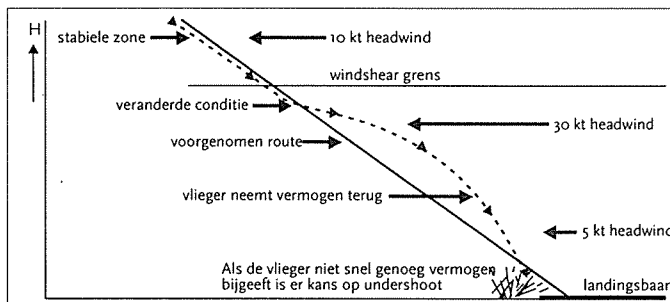 H
stabiele zone
10 kt headwind
windshear grens
veranderde conditie
30 kt headwind
voorgenomen route
vlieger neemt vermogen terug
5 kt headwind
Als de vlieger niet snel genoeg vermogen
bijgeeft is er kans op undershoot
landingsbaan